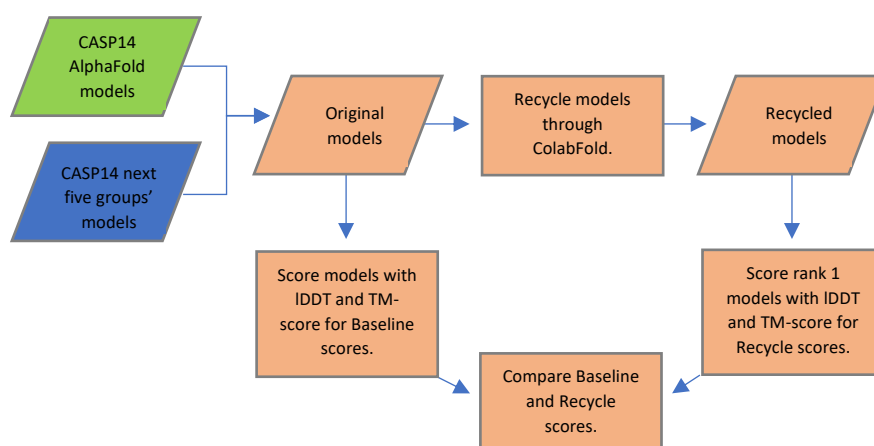 CASP14
AlphaFold
models
CASP14 next
five groups’
models
Original
models
Recycle models
through
ColabFold.
Recycled
models
Score models with
lDDT and TM-
score for Baseline
scores.
Score rank 1
models with lDDT
and TM-score for
Recycle scores.
Compare Baseline
and Recycle
scores.